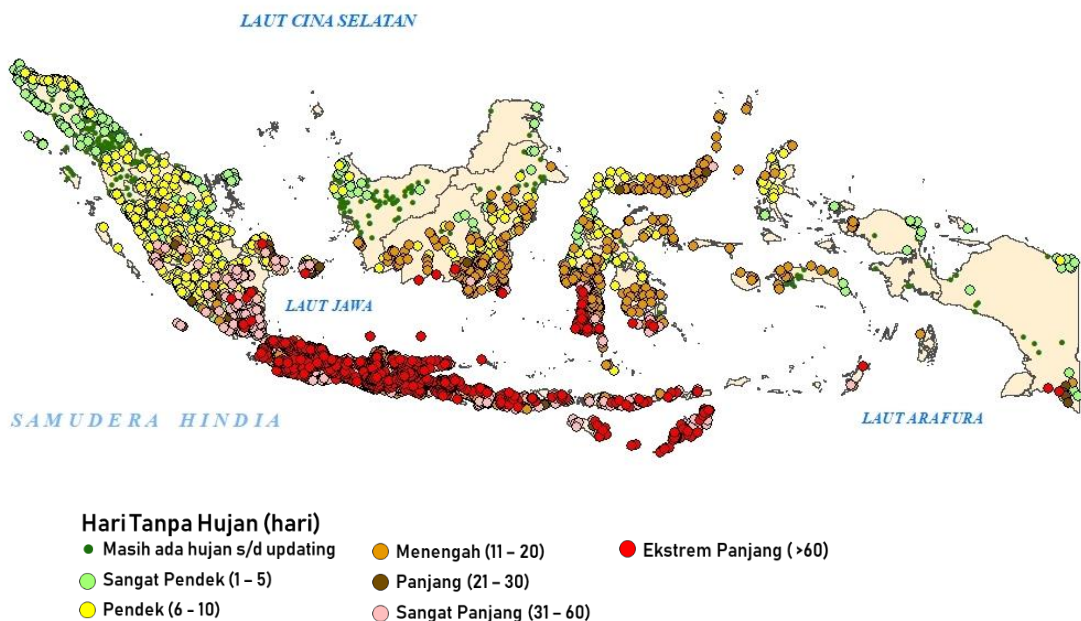 LAUT CINA SELATAN
LAUT JAWA
SAMUDERA HINDIA
LAUT ARAFURA
Hari Tanpa Hujan (hari)
Masih ada hujan s/d updating
Sangat Pendek (1 – 5)
Pendek (6 - 10)
Menengah (11 – 20)
Panjang (21 – 30)
Sangat Panjang (31 – 60)
Ekstrem Panjang ( >60)